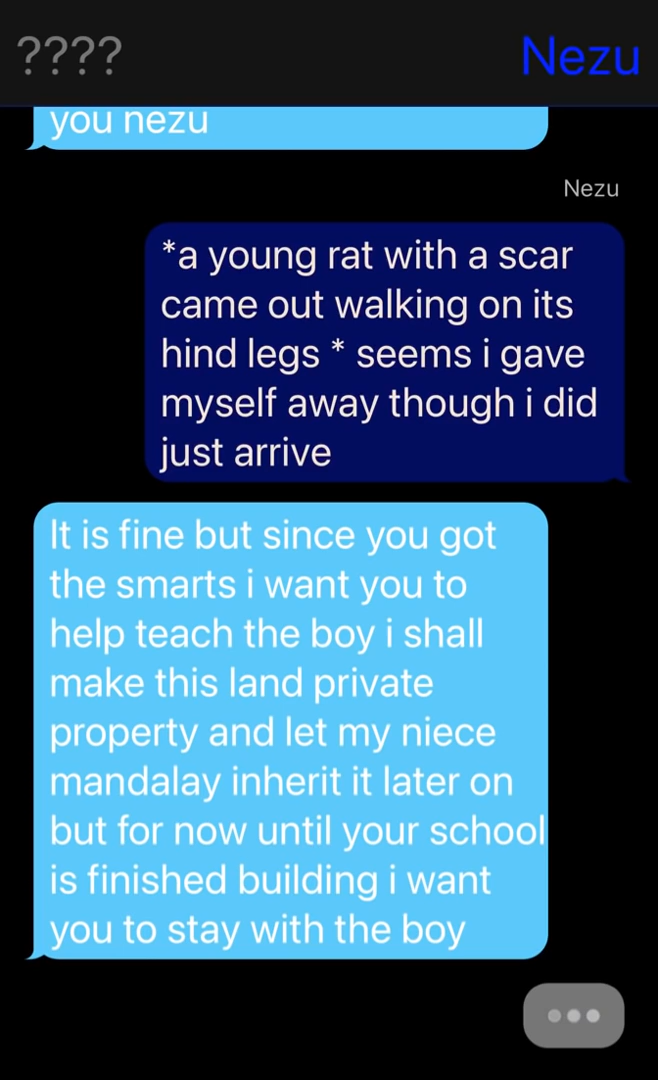 ???? Nezu
you nezu
Nezu
*a young rat with a scar
came out walking on its
hind legs * seems i gave
myself away though i did
just arrive
It is fine but since you got
the smarts i want you to
help teach the boy i shall
make this land private
property and let my niece
mandalay inherit it later on
but for now until your school
is finished building i want
you to stay with the boy